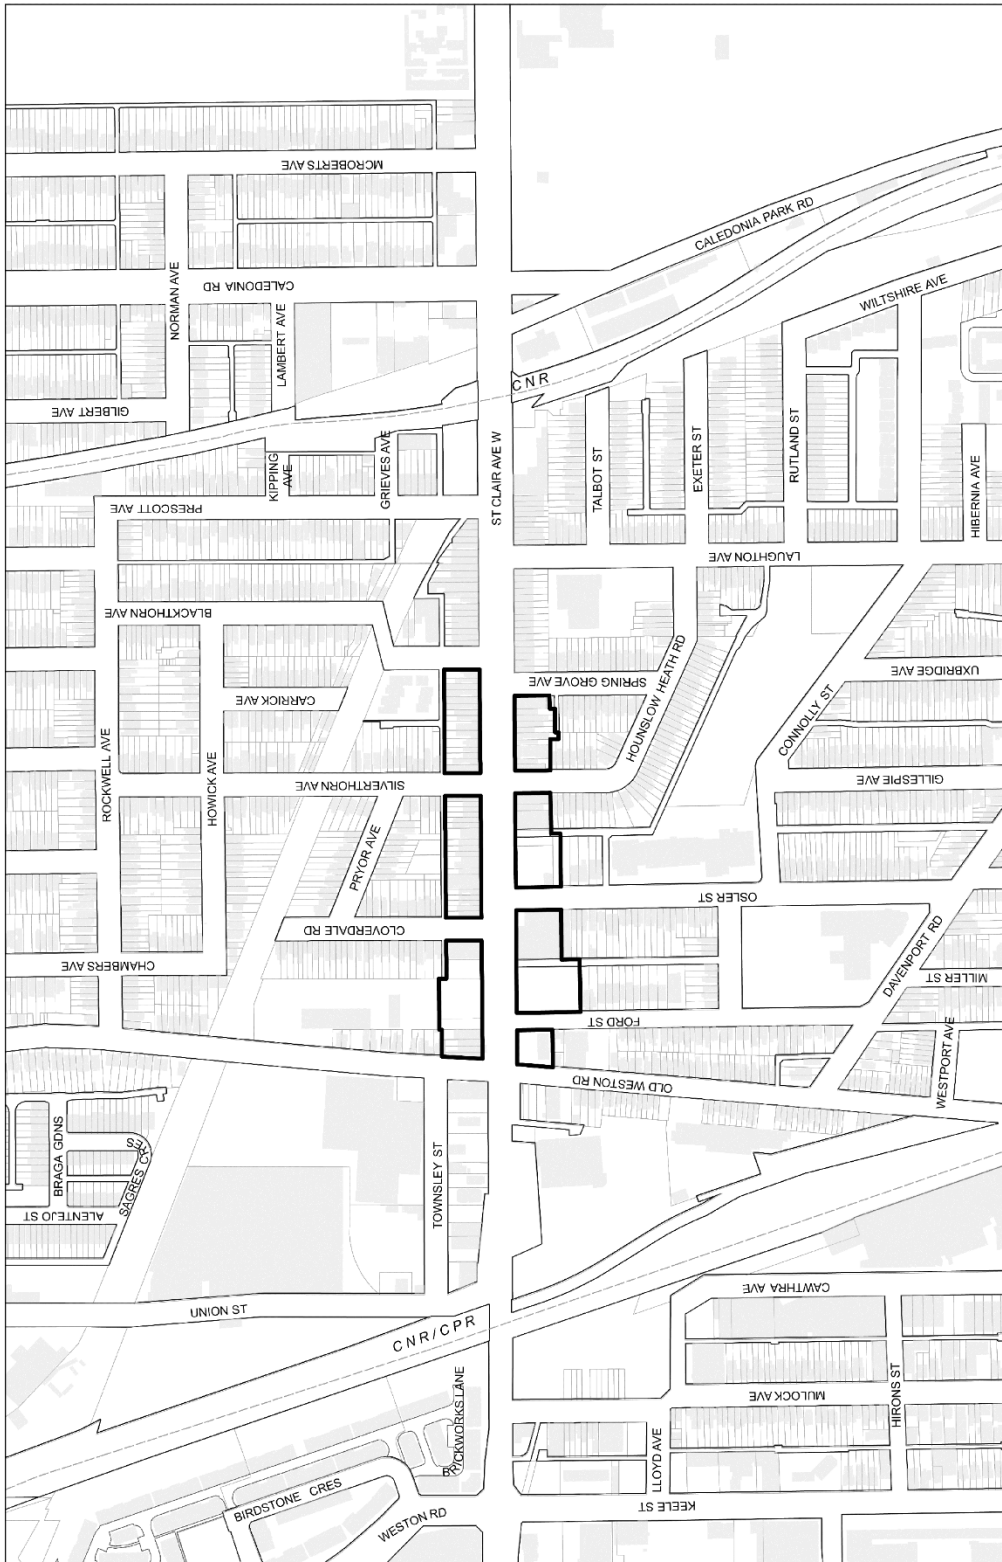 MCROBERTS AVE
CALEDONIA PARK RD
NORMAN AVE
CALEDONIA RD
LAMBERT AVE
WILTSHIRE AVE
CNR
GILBERT AVE
KIPPING
AVE
GRIEVES AVE
ST CLAIR AVE W
TALBOT ST
EXETER ST
RUTLAND ST
HIBERNIA AVE
PRESCOTT AVE
LAUGHTON AVE
BLACKTHORN AVE
SPRING GROVE AVE
HOUNSLOW HEATH RD
UXBRIDGE AVE
CARRICK AVE
CONNOLLY ST
ROCKWELL AVE
HOWICK AVE
SILVERTHORN AVE
GILLESPIE AVE
PRYOR AVE
OSLER ST
CLOVERDALE RD
DAVENPORT RD
CHAMBERS AVE
MILLER ST
FORD ST
WESTPORT AVE
OLD WESTON RD
BRAGA GDNS
SAGRES CRES
TOWNSLEY ST
ALENTEJO ST
CAWTHRA AVE
UNION ST
CNR/CPR
MULOCK AVE
HIRONS ST
BRICKWORKS LANE
LLOYD AVE
BIRDSTONE CRES
KEELE ST
WESTON RD